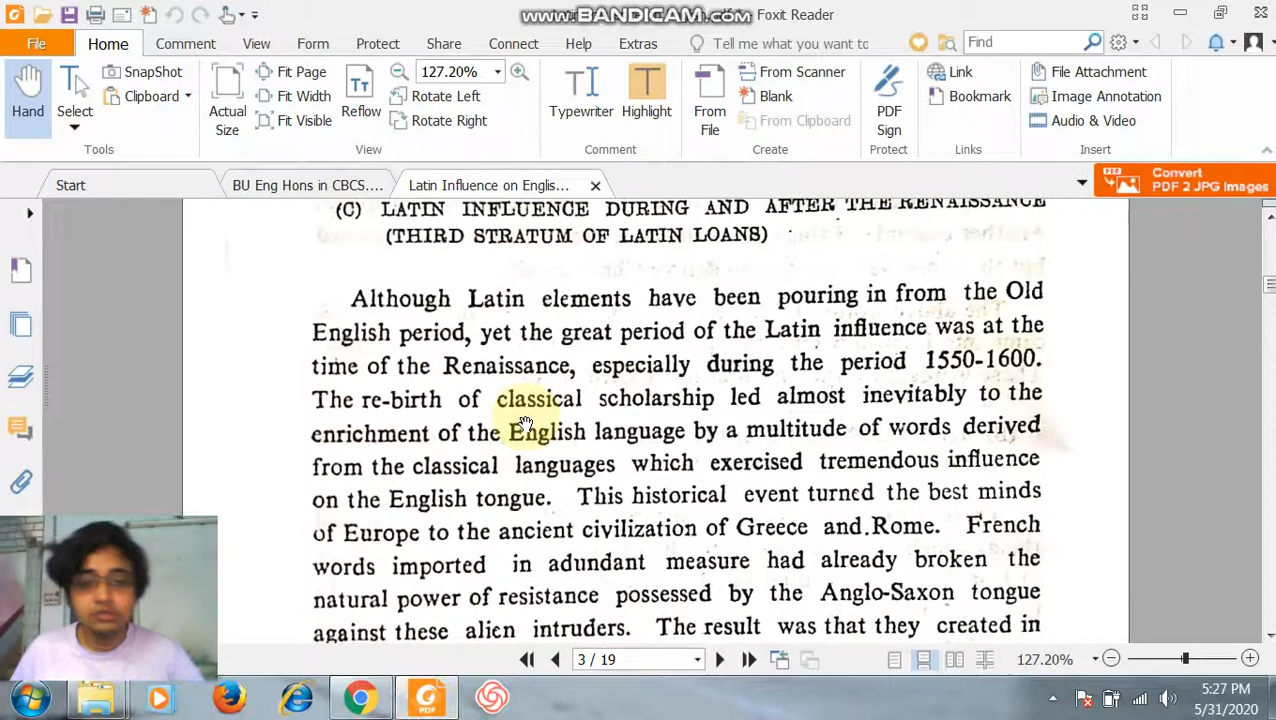 www.BANDICAM.com
Foxit Reader
File
Home
Comment
View
Form
Protect
Share
Connect
Help
Extras
Tell me what you want to
Find
Hand
Select
SnapShot
Clipboard
Tools
Actual
Size
Fit Page
Fit Width
Fit Visible
Reflow
127.20%
Rotate Left
Rotate Right
View
Typewriter
Highlight
Comment
From
File
From Scanner
Blank
From Clipboard
Create
PDF
Sign
Protect
Link
Bookmark
Links
File Attachment
Image Annotation
Audio & Video
Insert
Start
BU Eng Hons in CBCS....
Latin Influence on Englis...
Convert
PDF 2 JPG Images
(C) LATIN INFLUENCE DURING AND AFTER THE RENAISSANCE
(THIRD STRATUM OF LATIN LOANS)
Although Latin elements have been pouring in from the Old
English period, yet the great period of the Latin influence was at the
time of the Renaissance, especially during the period 1550-1600.
The re-birth of classical scholarship led almost inevitably to the
enrichment of the English language by a multitude of words derived
from the classical languages which exercised tremendous influence
on the English tongue. This historical event turned the best minds
of Europe to the ancient civilization of Greece and.Rome. French
words imported in adundant measure had already broken the
natural power of resistance possessed by the Anglo-Saxon tongue
against these alien intruders. The result was that they created in
3 / 19
127.20%
PDF
5:27 PM
5/31/2020